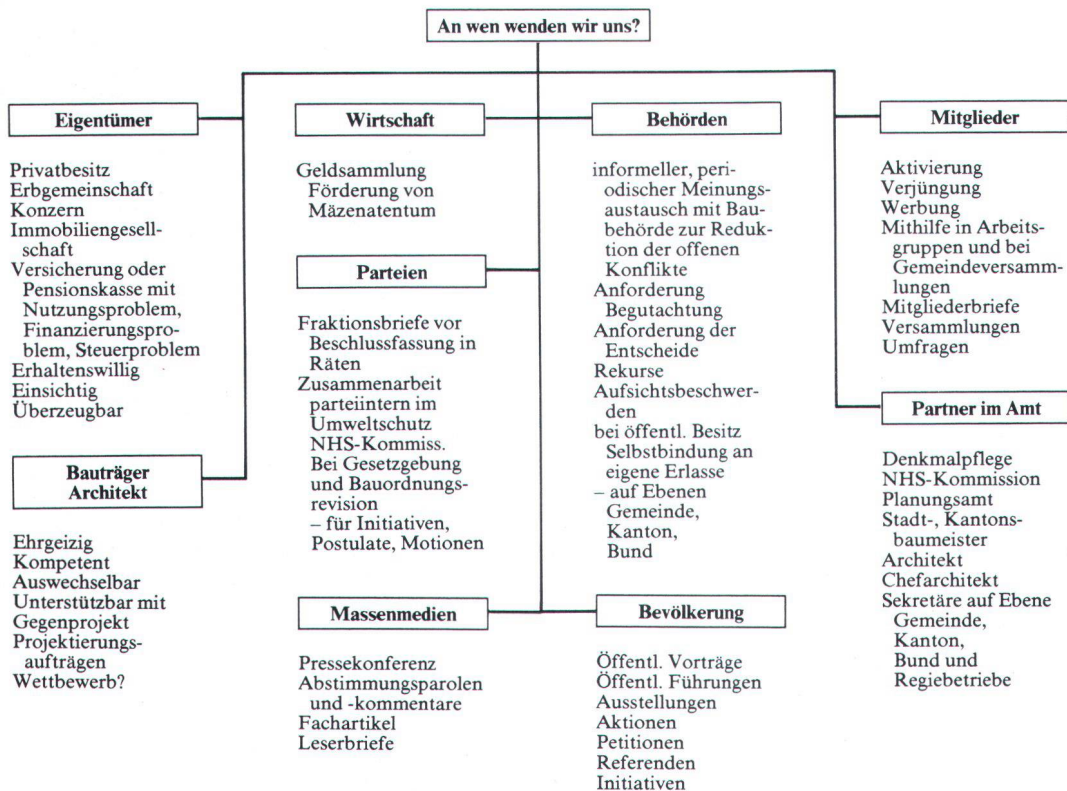 An wen wenden wir uns?
Eigentümer
Privatbesitz
Erbgemeinschaft
Konzern
Immobiliengesell-
schaft
Versicherung oder
Pensionskasse mit
Nutzungsproblem,
Finanzierungspro-
blem, Steuerproblem
Erhaltenswillig
Einsichtig
Überzeugbar
Bauträger
Architekt
Ehrgeizig
Kompetent
Auswechselbar
Unterstützbar mit
Gegenprojekt
Projektierungs-
aufträgen
Wettbewerb?
Wirtschaft
Geldsammlung
Förderung von
Mäzenatentum
Parteien
Fraktionsbriefe vor
Beschlussfassung in
Räten
Zusammenarbeit
parteiintern im
Umweltschutz
NHS-Kommiss.
Bei Gesetzgebung
und Bauordnungs-
revision
– für Initiativen,
Postulate, Motionen
Massenmedien
Pressekonferenz
Abstimmungsparolen
und -kommentare
Fachartikel
Leserbriefe
Behörden
informeller, peri-
odischer Meinungs-
austausch mit Bau-
behörde zur Reduk-
tion der offenen
Konflikte
Anforderung
Begutachtung
Anforderung der
Entscheide
Rekurse
Aufsichtsbeschwer-
den
bei öffentl. Besitz
Selbstbindung an
eigene Erlasse
– auf Ebenen
Gemeinde,
Kanton,
Bund
Bevölkerung
Öffentl. Vorträge
Öffentl. Führungen
Ausstellungen
Aktionen
Petitionen
Referenden
Initiativen
Mitglieder
Aktivierung
Verjüngung
Werbung
Mithilfe in Arbeits-
gruppen und bei
Gemeindeversamm-
lungen
Mitgliederbriefe
Versammlungen
Umfragen
Partner im Amt
Denkmalpflege
NHS-Kommission
Planungsamt
Stadt-, Kantons-
baumeister
Architekt
Chefarchitekt
Sekretäre auf Ebene
Gemeinde,
Kanton,
Bund und
Regiebetriebe